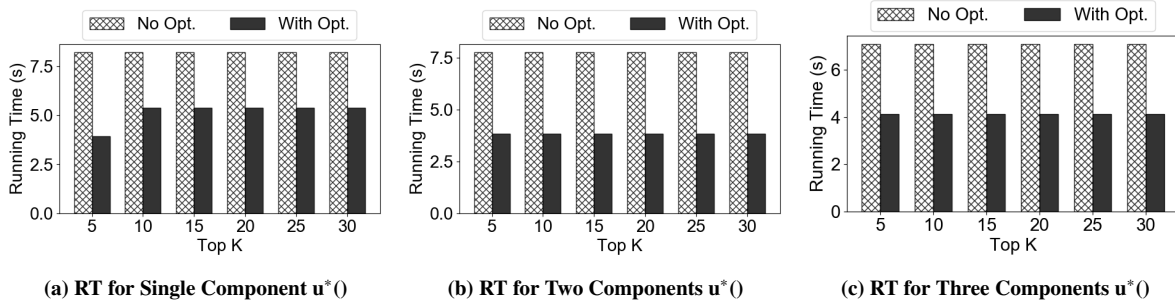 No Opt. With Opt.
7.5
5.0
2.5
0.0
Running Time (s)
5 10 15 20 25 30
Top K
(a) RT for Single Component u*()
No Opt. With Opt.
7.5
5.0
2.5
0.0
Running Time (s)
5 10 15 20 25 30
Top K
(b) RT for Two Components u*()
No Opt. With Opt.
6
4
2
0
Running Time (s)
5 10 15 20 25 30
Top K
(c) RT for Three Components u*()